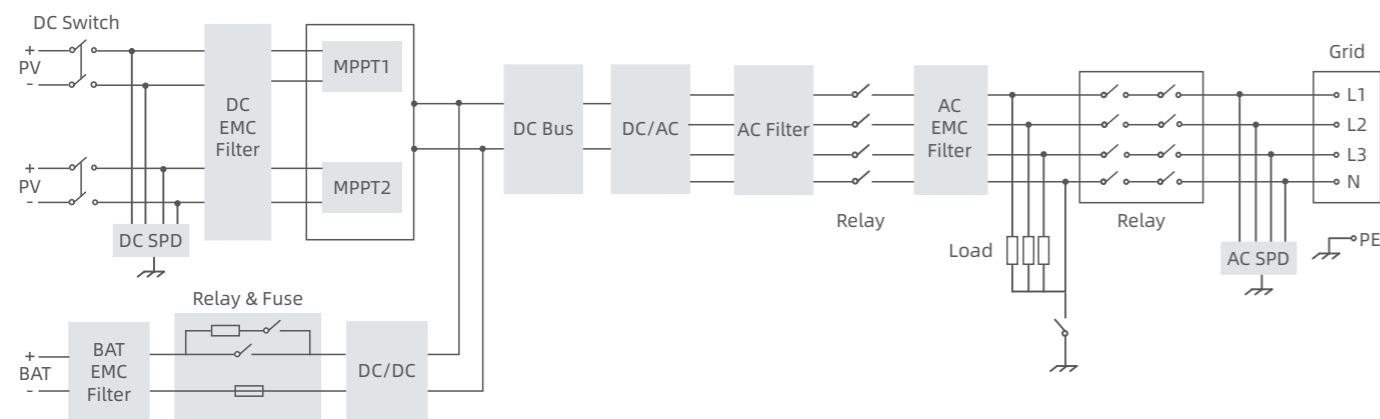 DC Switch
+
PV
-
+
PV
-
DC SPD
DC
EMC
Filter
MPPT1
MPPT2
DC Bus
DC/AC
AC Filter
Relay
AC
EMC
Filter
Load
Relay
AC SPD
Grid
L1
L2
L3
N
PE
Relay & Fuse
+
BAT
-
BAT
EMC
Filter
DC/DC